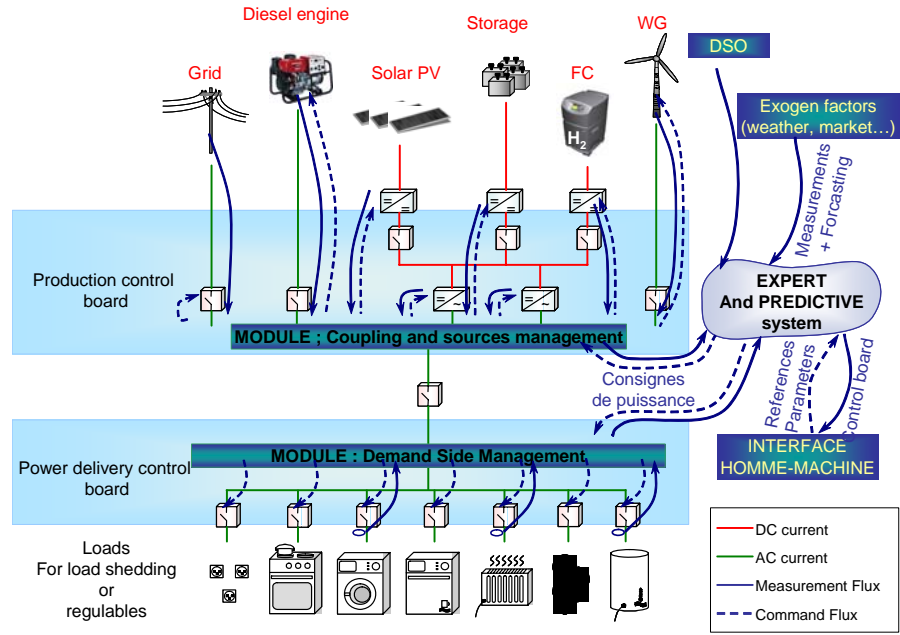 Diesel engine
Storage
WG
DSO
Grid
Solar PV
FC
Exogen factors
(weather, market…)
H2
Measurements
+ Forcasting
Production control
board
EXPERT
And PREDICTIVE
system
MODULE ; Coupling and sources management
Consignes
de puissance
References
Parameters
Control board
Power delivery control
board
MODULE : Demand Side Management
INTERFACE
HOMME-MACHINE
Loads
For load shedding
or
regulables
DC current
AC current
Measurement Flux
Command Flux